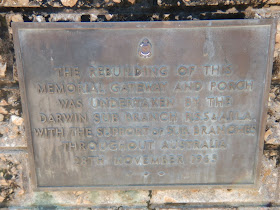 THE REBUILDING OF THIS
MEMORIAL GATEWAY AND PORCH
WAS UNDERTAKEN BY THE
DARWIN SUB BRANCH, R.S.& A.I.L.A.
WITH THE SUPPORT OF SUB BRANCHES
THROUGHOUT AUSTRALIA
NOVEMBER, 1965